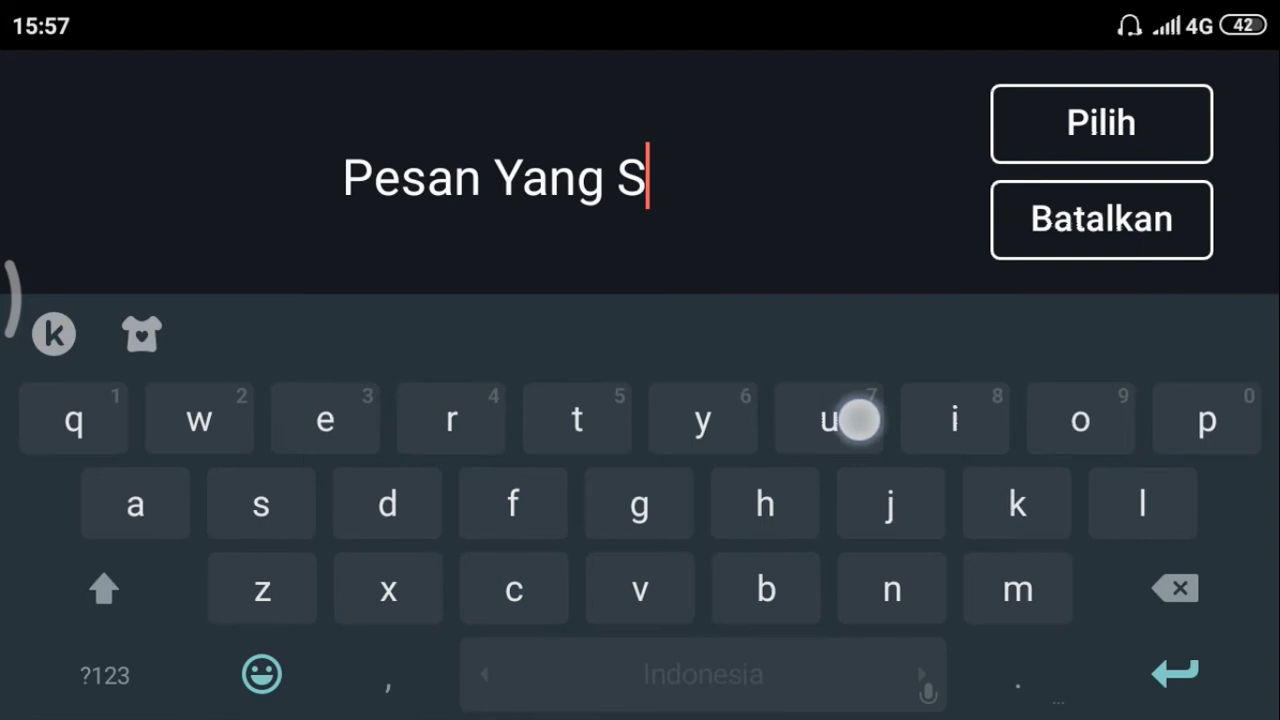 15:57
4G 42
Pesan Yang S
Pilih
Batalkan
k
q 1 w 2 e 3 r 4 t 5 y 6 u 7 i 8 o 9 p 0
a s d f g h j k l
z x c v b n m
?123 , Indonesia . ...